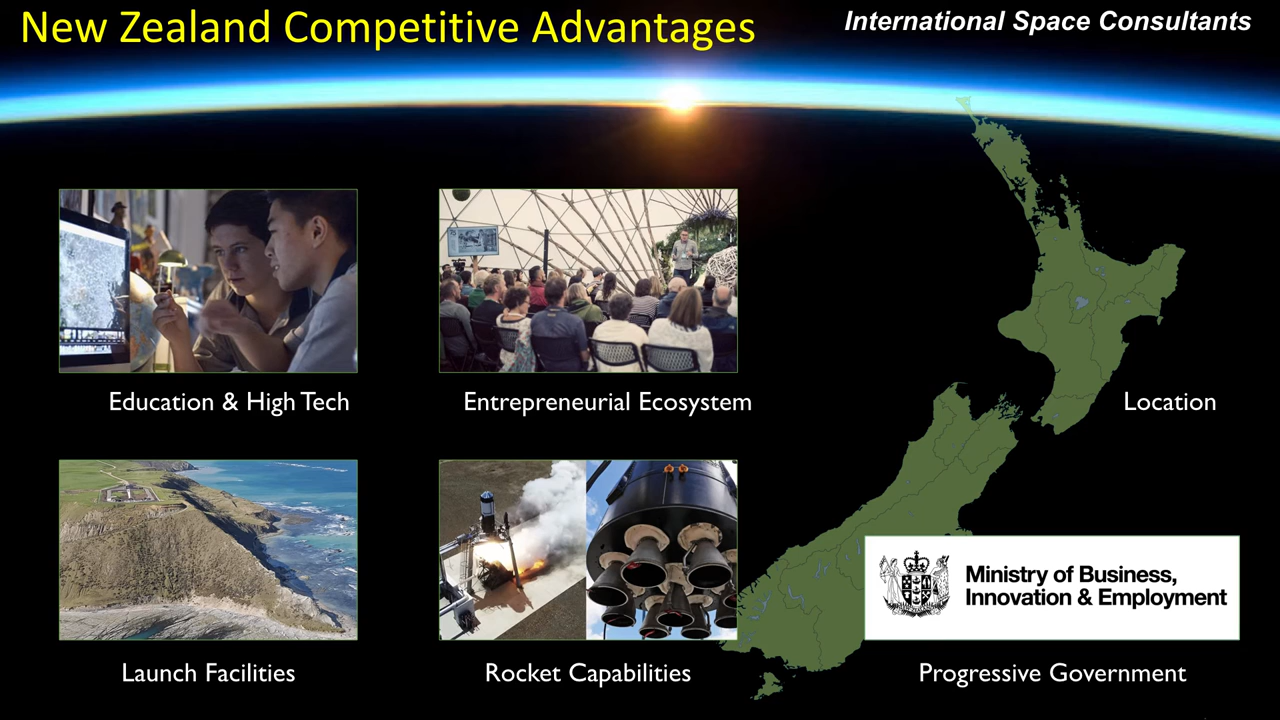 New Zealand Competitive Advantages
International Space Consultants
Education & High Tech
Entrepreneurial Ecosystem
Location
Ministry of Business,
Innovation & Employment
Launch Facilities
Rocket Capabilities
Progressive Government